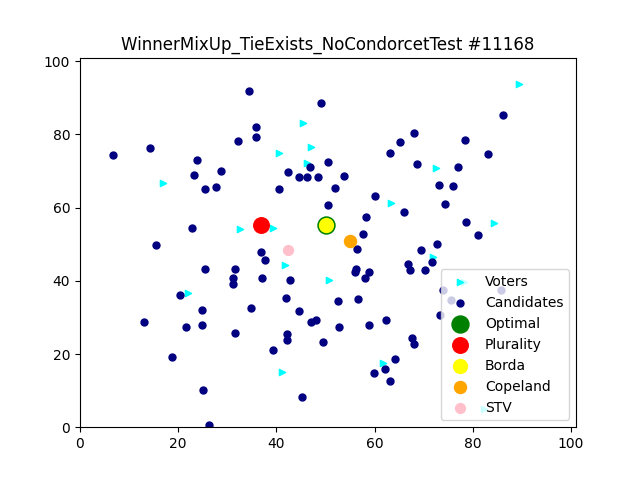 WinnerMixUp_TieExists_NoCondorcetTest #11168
100
80
60
40
20
0
0 20 40 60 80 100
Voters
Candidates
Optimal
Plurality
Borda
Copeland
STV